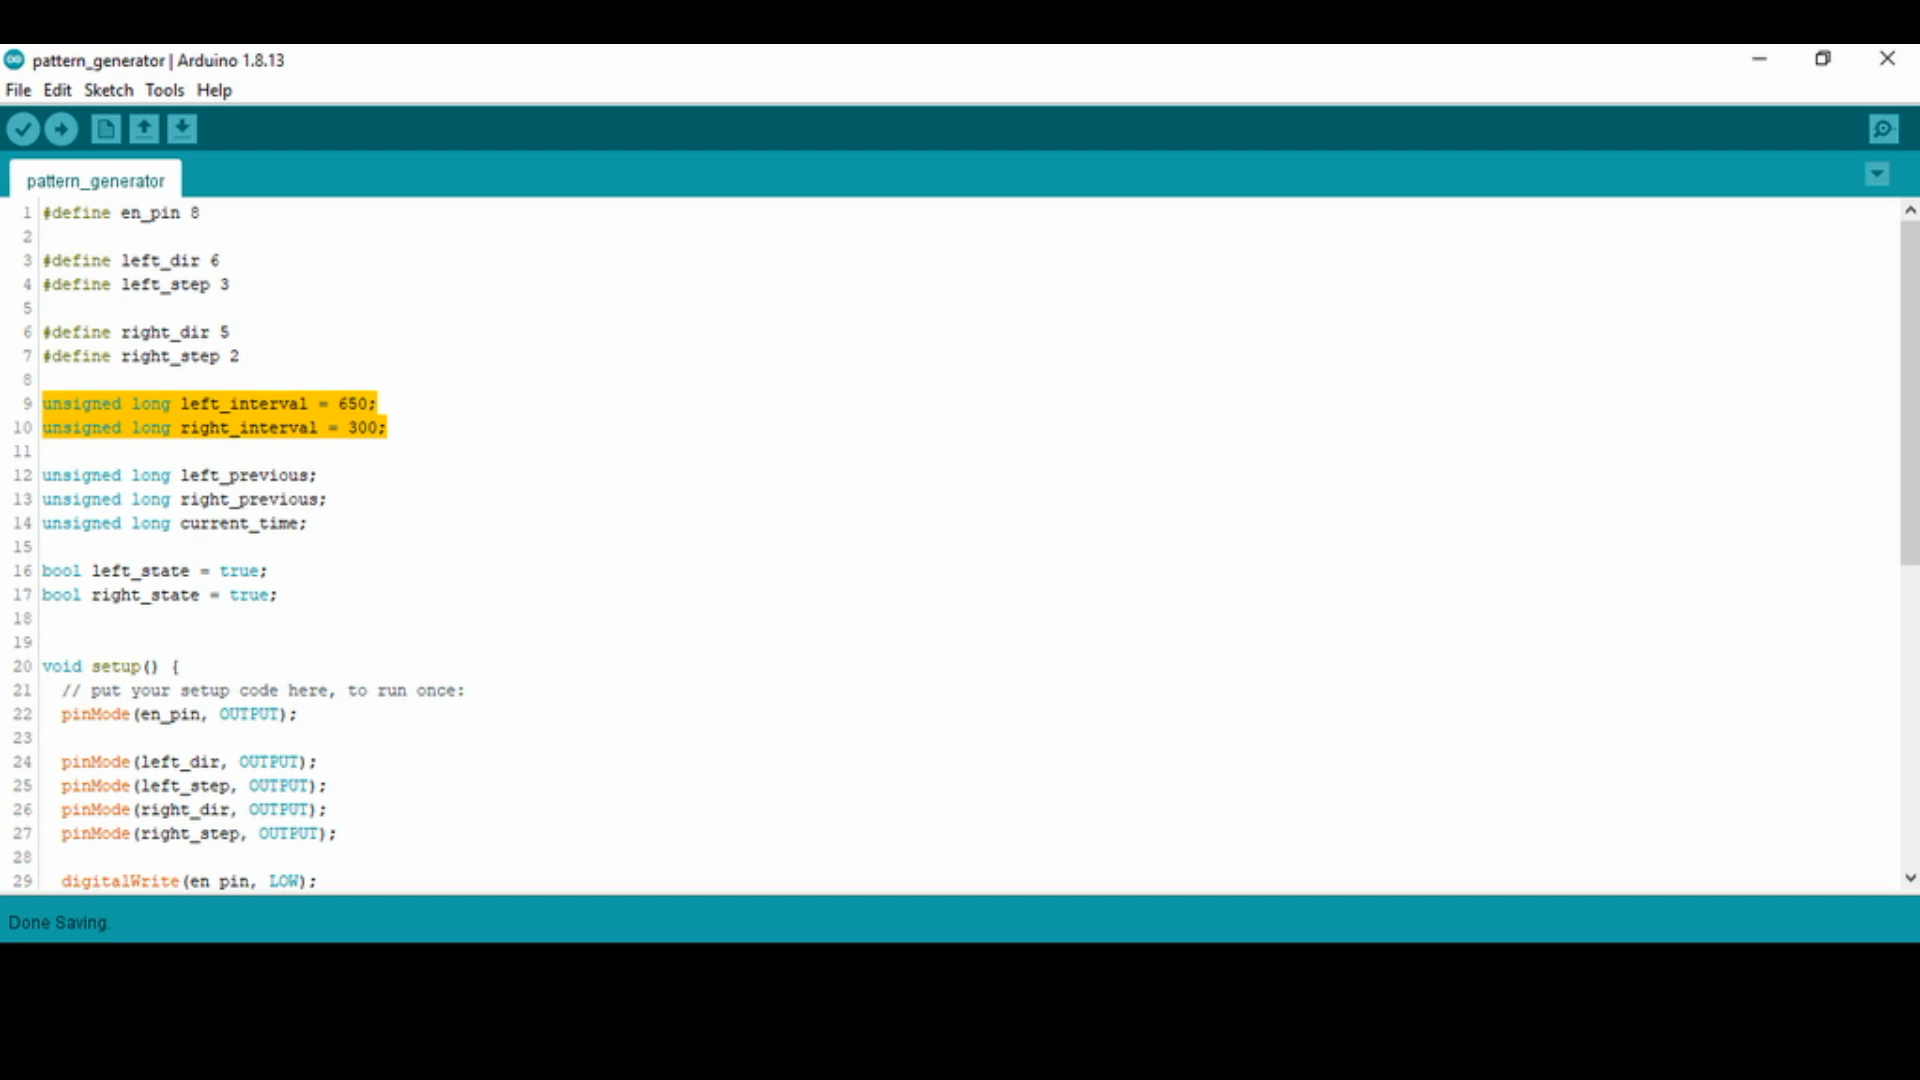 pattern_generator | Arduino 1.8.13
File Edit Sketch Tools Help
pattern_generator
1 #define en_pin 8
2
3 #define left_dir 6
4 #define left_step 3
5
6 #define right_dir 5
7 #define right_step 2
8
9 unsigned long left_interval = 650;
10 unsigned long right_interval = 300;
11
12 unsigned long left_previous;
13 unsigned long right_previous;
14 unsigned long current_time;
15
16 bool left_state = true;
17 bool right_state = true;
18
19
20 void setup() {
21 // put your setup code here, to run once:
22 pinMode(en_pin, OUTPUT);
23
24 pinMode(left_dir, OUTPUT);
25 pinMode(left_step, OUTPUT);
26 pinMode(right_dir, OUTPUT);
27 pinMode(right_step, OUTPUT);
28
29 digitalWrite(en_pin, LOW);
Done Saving.